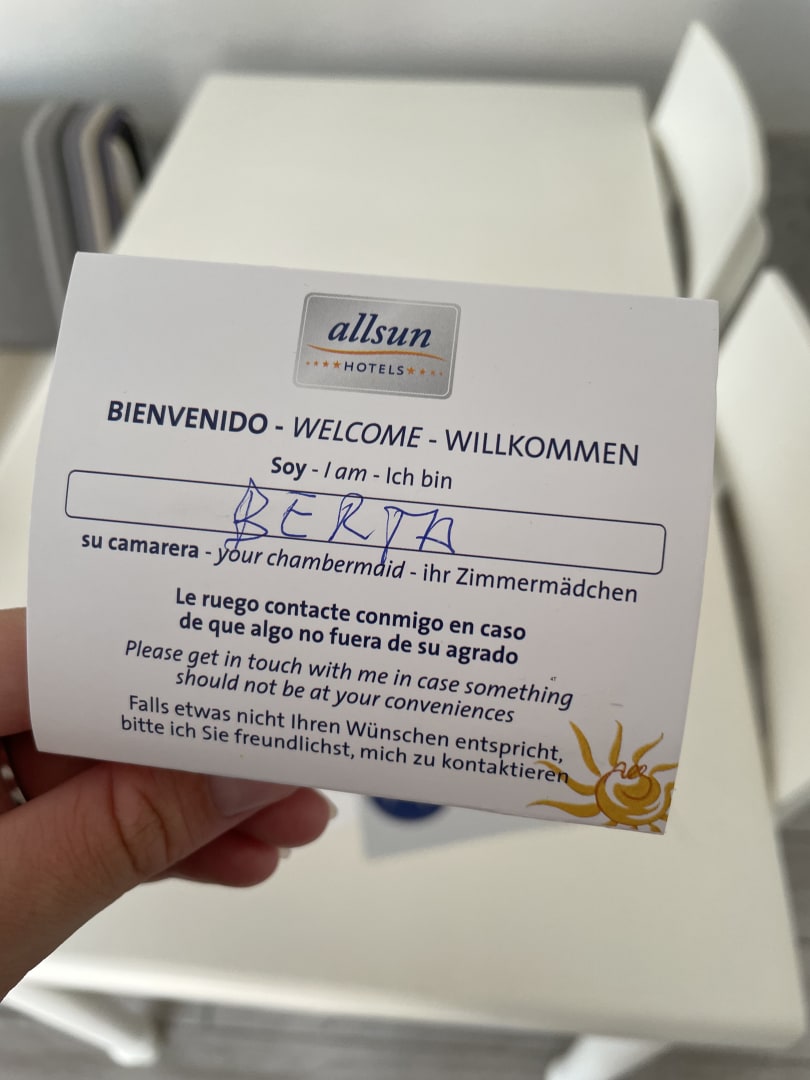 allsun
HOTELS
BIENVENIDO - WELCOME - WILLKOMMEN
Soy - I am - Ich bin
BERTA
su camarera - your chambermaid - ihr Zimmermädchen
Le ruego contacte conmigo en caso
de que algo no fuera de su agrado
Please get in touch with me in case something
should not be at your conveniences
Falls etwas nicht Ihren Wünschen entspricht,
bitte ich Sie freundlichst, mich zu kontaktieren